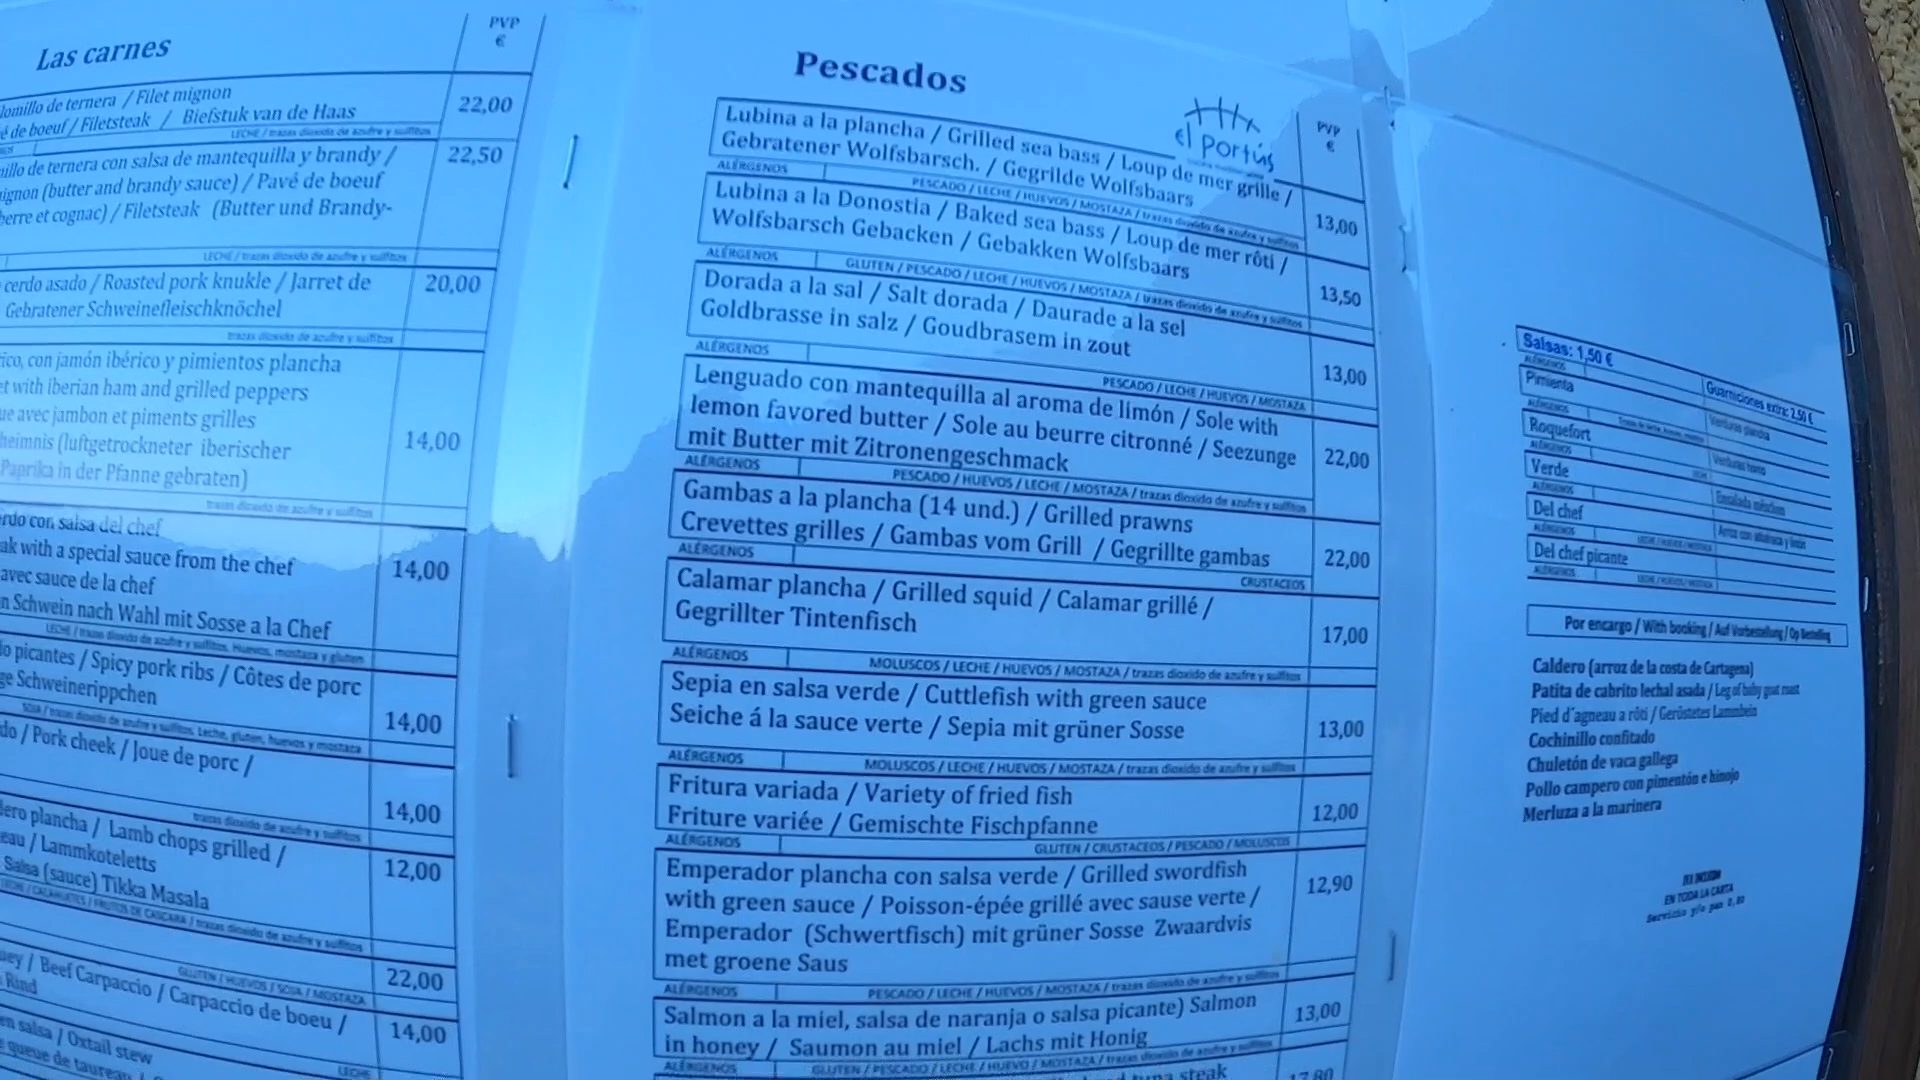 Las carnes
PVP
€
lomillo de ternera / Filet mignon
é de boeuf / Filetsteak / Biefstuk van de Haas
22,00
LECHE / trazas dioxido de azufre y sulfitos
millo de ternera con salsa de mantequilla y brandy /
22,50
ignon (butter and brandy sauce) / Pavé de boeuf
berre et cognac) / Filetsteak (Butter und Brandy-
LECHE / trazas dioxido de azufre y sulfitos
cerdo asado / Roasted pork knukle / Jarret de
20,00
Gebratener Schweinefleischknöchel
trazas dioxido de azufre y sulfitos
rico, con jamón ibérico y pimientos plancha
et with iberian ham and grilled peppers
ue avec jambon et piments grilles
heimnis (luftgetrockneter iberischer
14,00
Paprika in der Pfanne gebraten)
trazas dioxido de azufre y sulfitos
erdo con salsa del chef
ak with a special sauce from the chef
14,00
avec sauce de la chef
n Schwein nach Wahl mit Sosse a la Chef
LECHE / trazas dioxido de azufre y sulfitos. Huevos, mostaza y gluten
lo picantes / Spicy pork ribs / Côtes de porc
ge Schweinerippchen
14,00
SOJA / trazas dioxido de azufre y sulfitos. Leche, gluten, huevos y mostaza
do / Pork cheek / Joue de porc /
14,00
trazas dioxido de azufre y sulfitos
dero plancha / Lamb chops grilled /
eau / Lammkoteletts
12,00
Salsa (sauce) Tikka Masala
LECHE / CACAHUETES / FRUTOS DE CASCARA / trazas dioxido de azufre y sulfitos
22,00
GLUTEN / HUEVOS / SOJA / MOSTAZA
uey / Beef Carpaccio / Carpaccio de boeu /
Rind
14,00
en salsa / Oxtail stew
e queue de taureau /
LECHE
Pescados
el Portús
PVP
€
Lubina a la plancha / Grilled sea bass / Loup de mer grille /
Gebratener Wolfsbarsch. / Gegrilde Wolfsbaars
13,00
ALÉRGENOS
PESCADO / LECHE / HUEVOS / MOSTAZA / trazas dioxido de azufre y sulfitos
Lubina a la Donostia / Baked sea bass / Loup de mer rôti /
Wolfsbarsch Gebacken / Gebakken Wolfsbaars
13,50
ALÉRGENOS
GLUTEN / PESCADO / LECHE / HUEVOS / MOSTAZA / trazas dioxido de azufre y sulfitos
Dorada a la sal / Salt dorada / Daurade a la sel
Goldbrasse in salz / Goudbrasem in zout
13,00
ALÉRGENOS
PESCADO / LECHE / HUEVOS / MOSTAZA
Lenguado con mantequilla al aroma de limón / Sole with
lemon favored butter / Sole au beurre citronné / Seezunge
mit Butter mit Zitronengeschmack
22,00
ALÉRGENOS
PESCADO / HUEVOS / LECHE / MOSTAZA / trazas dioxido de azufre y sulfitos
Gambas a la plancha (14 und.) / Grilled prawns
Crevettes grilles / Gambas vom Grill / Gegrillte gambas
22,00
ALÉRGENOS
CRUSTACEOS
Calamar plancha / Grilled squid / Calamar grillé /
Gegrillter Tintenfisch
17,00
ALÉRGENOS
MOLUSCOS / LECHE / HUEVOS / MOSTAZA / trazas dioxido de azufre y sulfitos
Sepia en salsa verde / Cuttlefish with green sauce
Seiche á la sauce verte / Sepia mit grüner Sosse
13,00
ALÉRGENOS
MOLUSCOS / LECHE / HUEVOS / MOSTAZA / trazas dioxido de azufre y sulfitos
Fritura variada / Variety of fried fish
Friture variée / Gemischte Fischpfanne
12,00
ALÉRGENOS
GLUTEN / CRUSTACEOS / PESCADO / MOLUSCOS
Emperador plancha con salsa verde / Grilled swordfish
12,90
with green sauce / Poisson-épée grillé avec sause verte /
Emperador (Schwertfisch) mit grüner Sosse Zwaardvis
met groene Saus
ALÉRGENOS
PESCADO / LECHE / HUEVOS / MOSTAZA / trazas dioxido de azufre y sulfitos
Salmon a la miel, salsa de naranja o salsa picante) Salmon
in honey / Saumon au miel / Lachs mit Honig
13,00
ALÉRGENOS
GLUTEN / PESCADO / LECHE / HUEVOS / MOSTAZA / trazas dioxido de azufre y sulfitos
tuna steak
Salsas: 1,50 €
Guarniciones extra: 2,50 €
ALÉRGENOS
Pimienta
Verduras plancha
ALÉRGENOS
Roquefort
Verduras horno
ALÉRGENOS
Verde
ALÉRGENOS
Del chef
ALÉRGENOS
LECHE / HUEVOS / MOSTAZA
Del chef picante
ALÉRGENOS
LECHE / HUEVOS / MOSTAZA
Por encargo / With booking / Auf Vorbestellung / Op Bestelling
Caldero (arroz de la costa de Cartagena)
Patita de cabrito lechal asada / Leg of baby goat roast
Pied d'agneau a rôti / Geröstetes Lammbein
Cochinillo confitado
Chuletón de vaca gallega
Pollo campero con pimentón e hinojo
Merluza a la marinera
IVA INCLUIDO
EN TODA LA CARTA
Servicio y/o pan